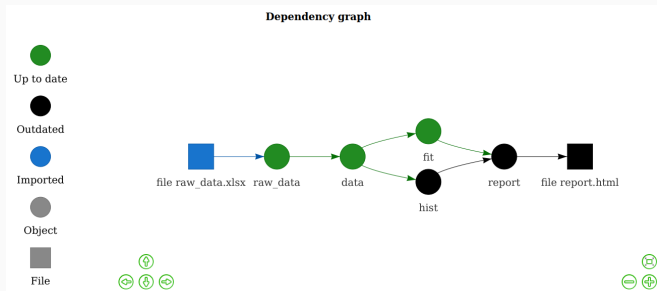 Dependency graph
Up to date
Outdated
Imported
Object
File
fit
file raw_data.xlsx raw_data data report file report.html
hist